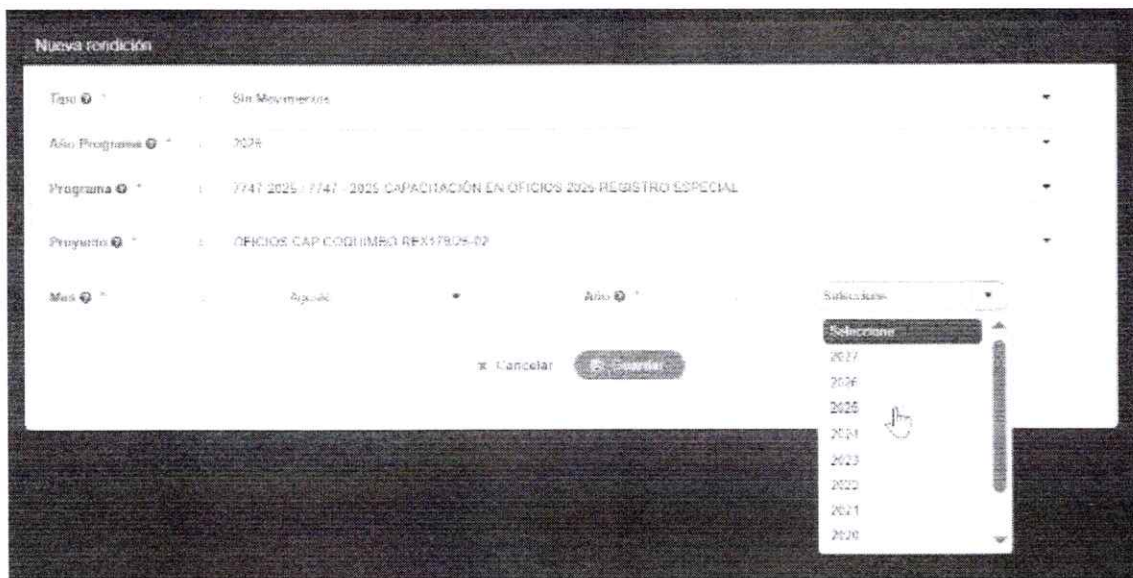 Nueva rendición
Tipo * : Sin Movimientos
Año Programa * : 2025
Programa * : 7747-2025 / 7747 - 2025 CAPACITACIÓN EN OFICIOS 2025 REGISTRO ESPECIAL
Proyecto * : OFICIOS CAP COQUIMBO
Mes * : Agosto Año * : Seleccione
Seleccione
2027
2026
2025
2024
2023
2022
2021
2020
Cancelar Guardar